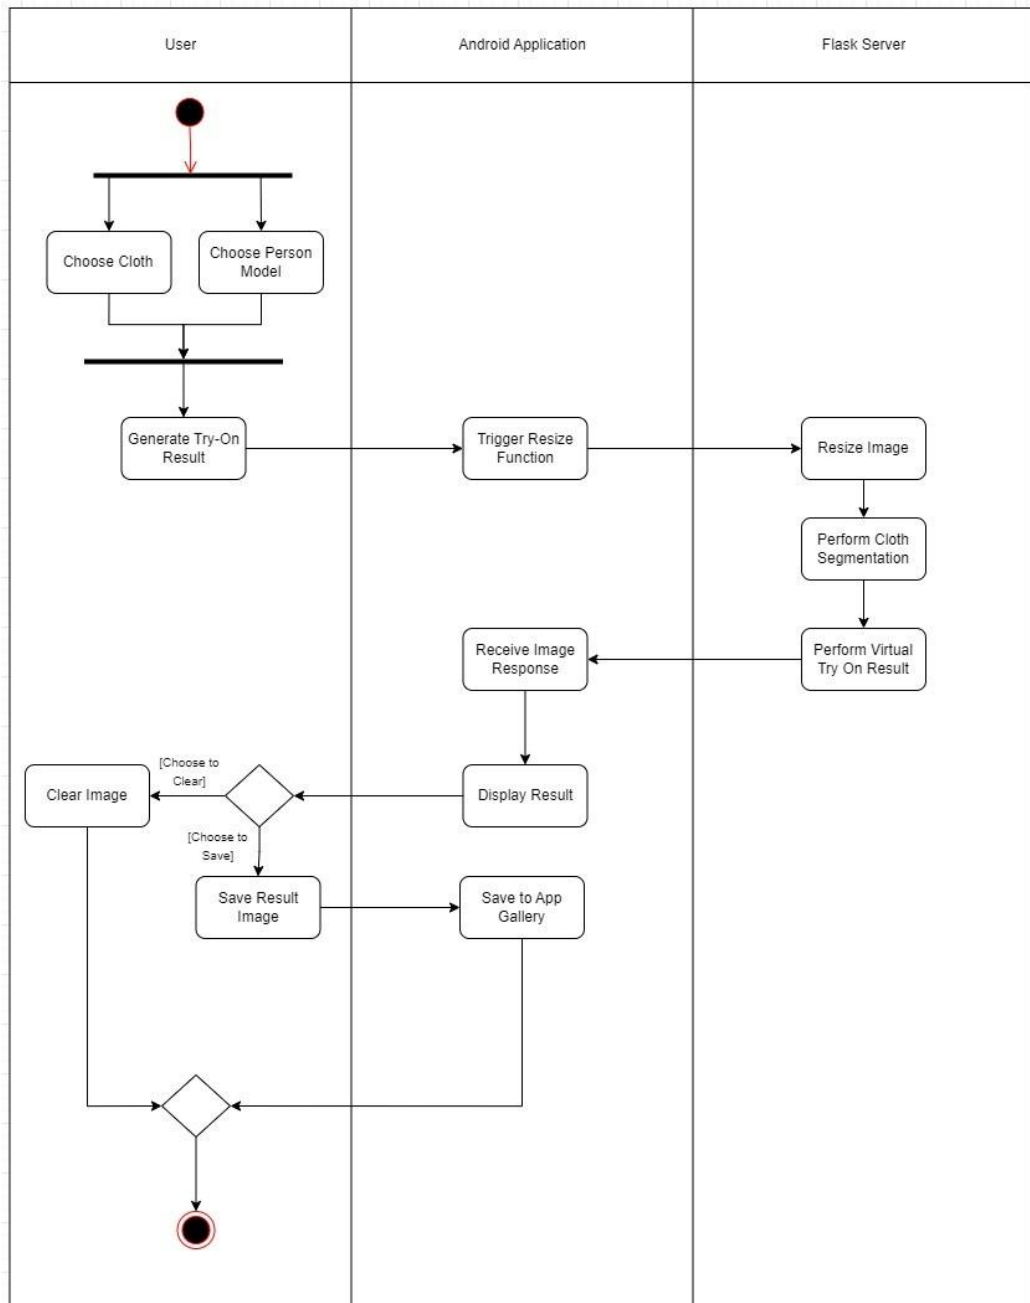 User
Android Application
Flask Server
Choose Cloth
Choose Person
Model
Generate Try-On
Result
Trigger Resize
Function
Resize Image
Perform Cloth
Segmentation
Receive Image
Response
Perform Virtual
Try On Result
[Choose to
Clear]
Clear Image
Display Result
[Choose to
Save]
Save Result
Image
Save to App
Gallery